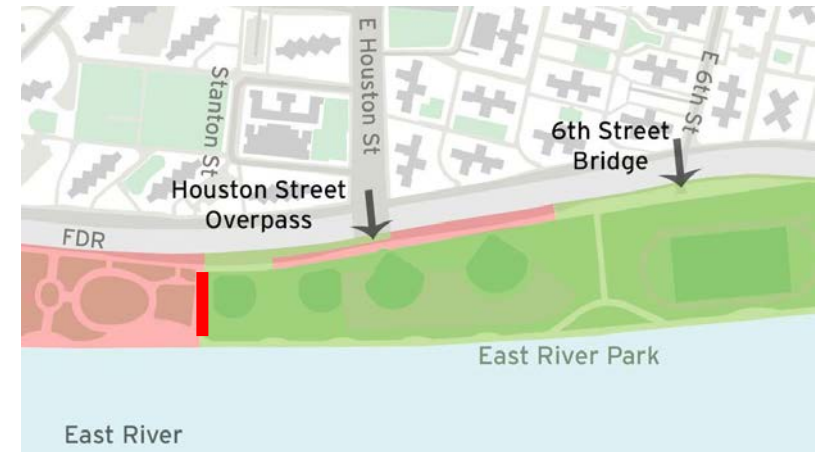 Stanton St
E Houston St
E 6th St
6th Street
Bridge
Houston Street
Overpass
FDR
East River Park
East River